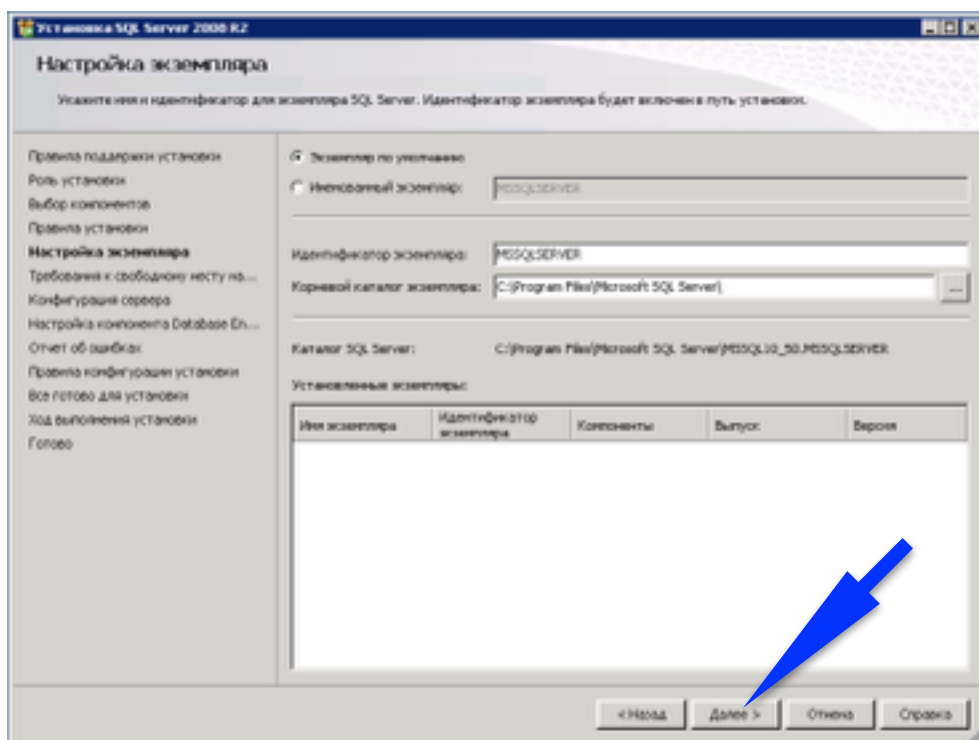 Установка SQL Server 2008 R2
Настройка экземпляра
Укажите имя и идентификатор для экземпляра SQL Server. Идентификатор экземпляра будет включен в путь установки.
Правила поддержки установки
Роль установки
Выбор компонентов
Правила установки
Настройка экземпляра
Требования к свободному месту на...
Конфигурация сервера
Настройка компонента Database En...
Отчет об ошибках
Правила конфигурации установки
Все готово для установки
Ход выполнения установки
Готово
Экземпляр по умолчанию
Именованный экземпляр: MSSQLSERVER
Идентификатор экземпляра: MSSQLSERVER
Корневой каталог экземпляра: C:\Program Files\Microsoft SQL Server\ ...
Каталог SQL Server: C:\Program Files\Microsoft SQL Server\MSSQL10_50.MSSQLSERVER
Установленные экземпляры:
Имя экземпляра Идентификатор экземпляра Компоненты Выпуск Версия
< Назад Далее > Отмена Справка